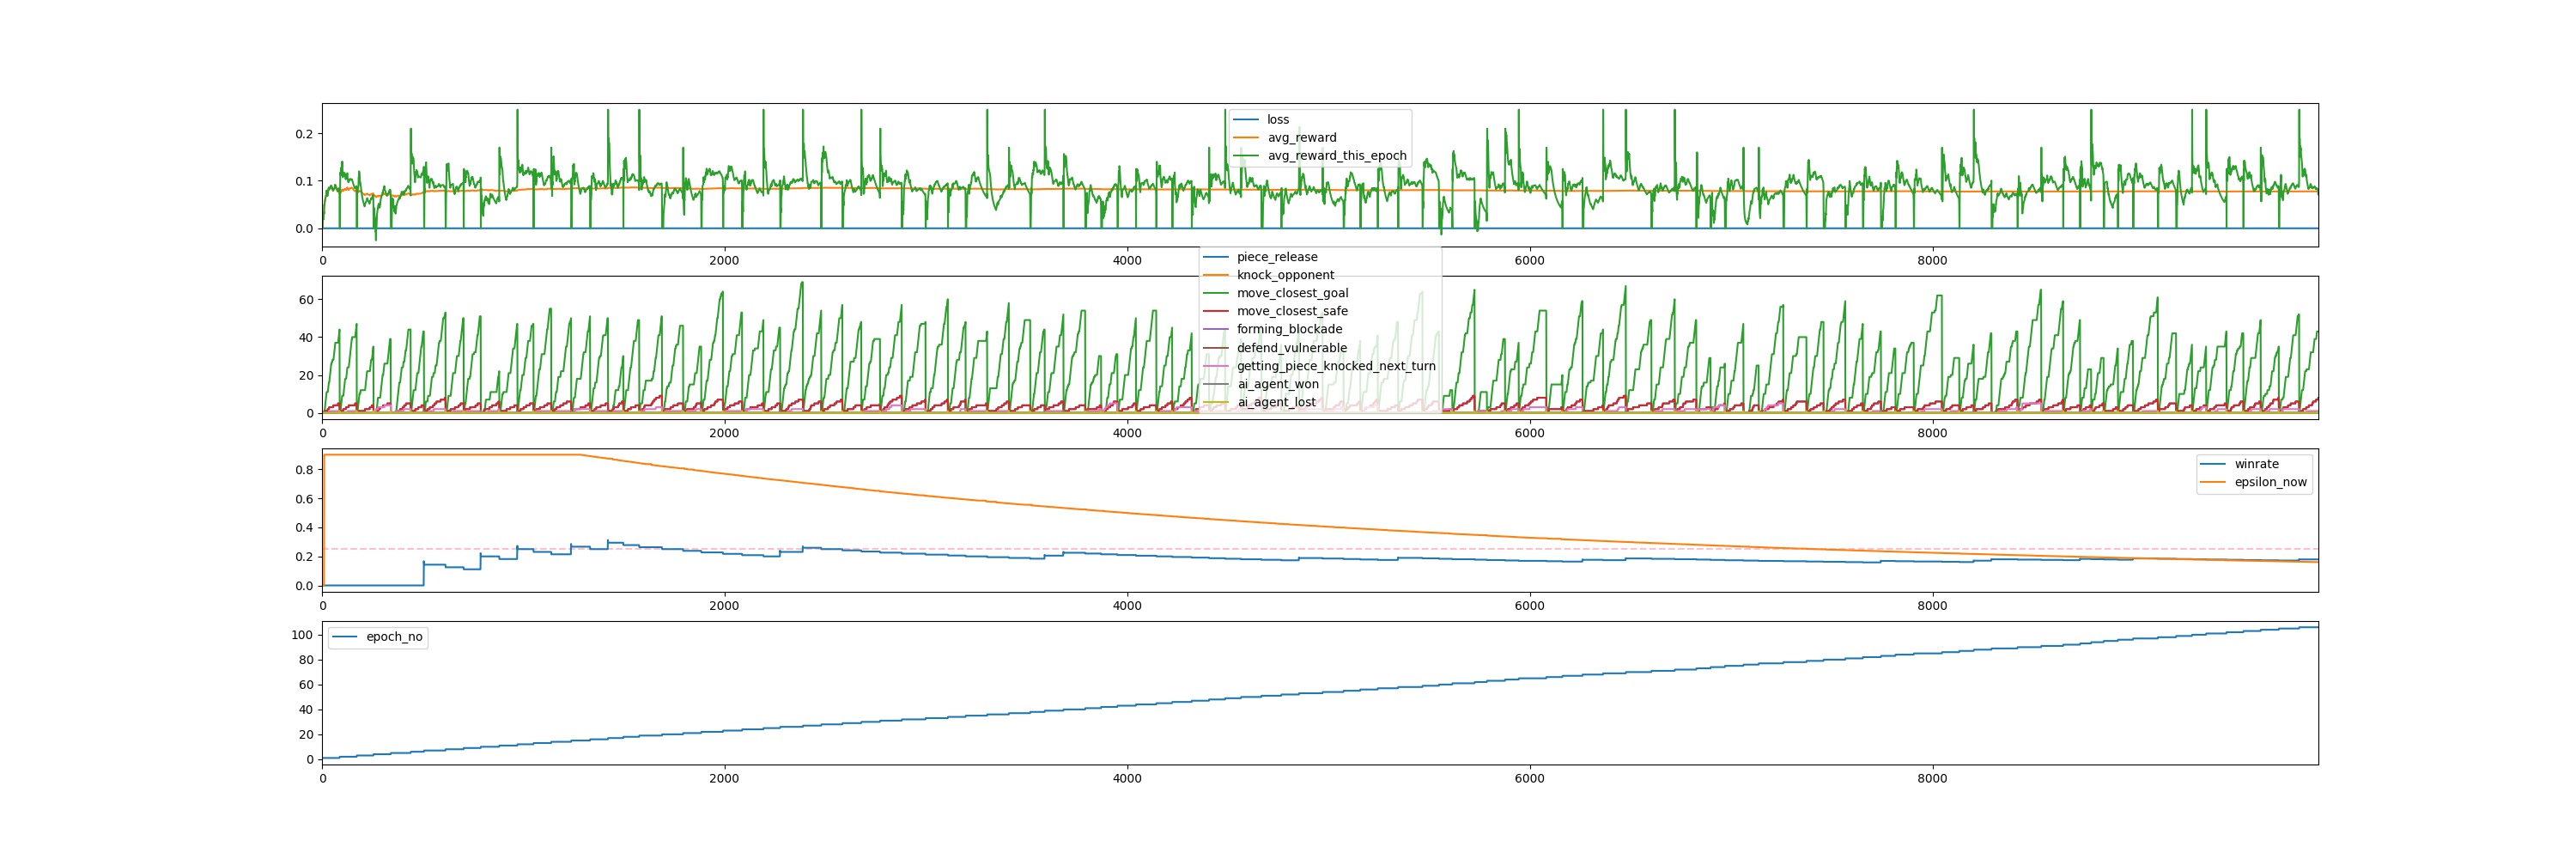 loss
avg_reward
avg_reward_this_epoch
0.2
0.1
0.0
0 2000 4000 6000 8000
piece_release
knock_opponent
move_closest_goal
move_closest_safe
forming_blockade
defend_vulnerable
getting_piece_knocked_next_turn
ai_agent_won
ai_agent_lost
60
40
20
0
0 2000 4000 6000 8000
winrate
epsilon_now
0.8
0.6
0.4
0.2
0.0
0 2000 4000 6000 8000
epoch_no
100
80
60
40
20
0
0 2000 4000 6000 8000